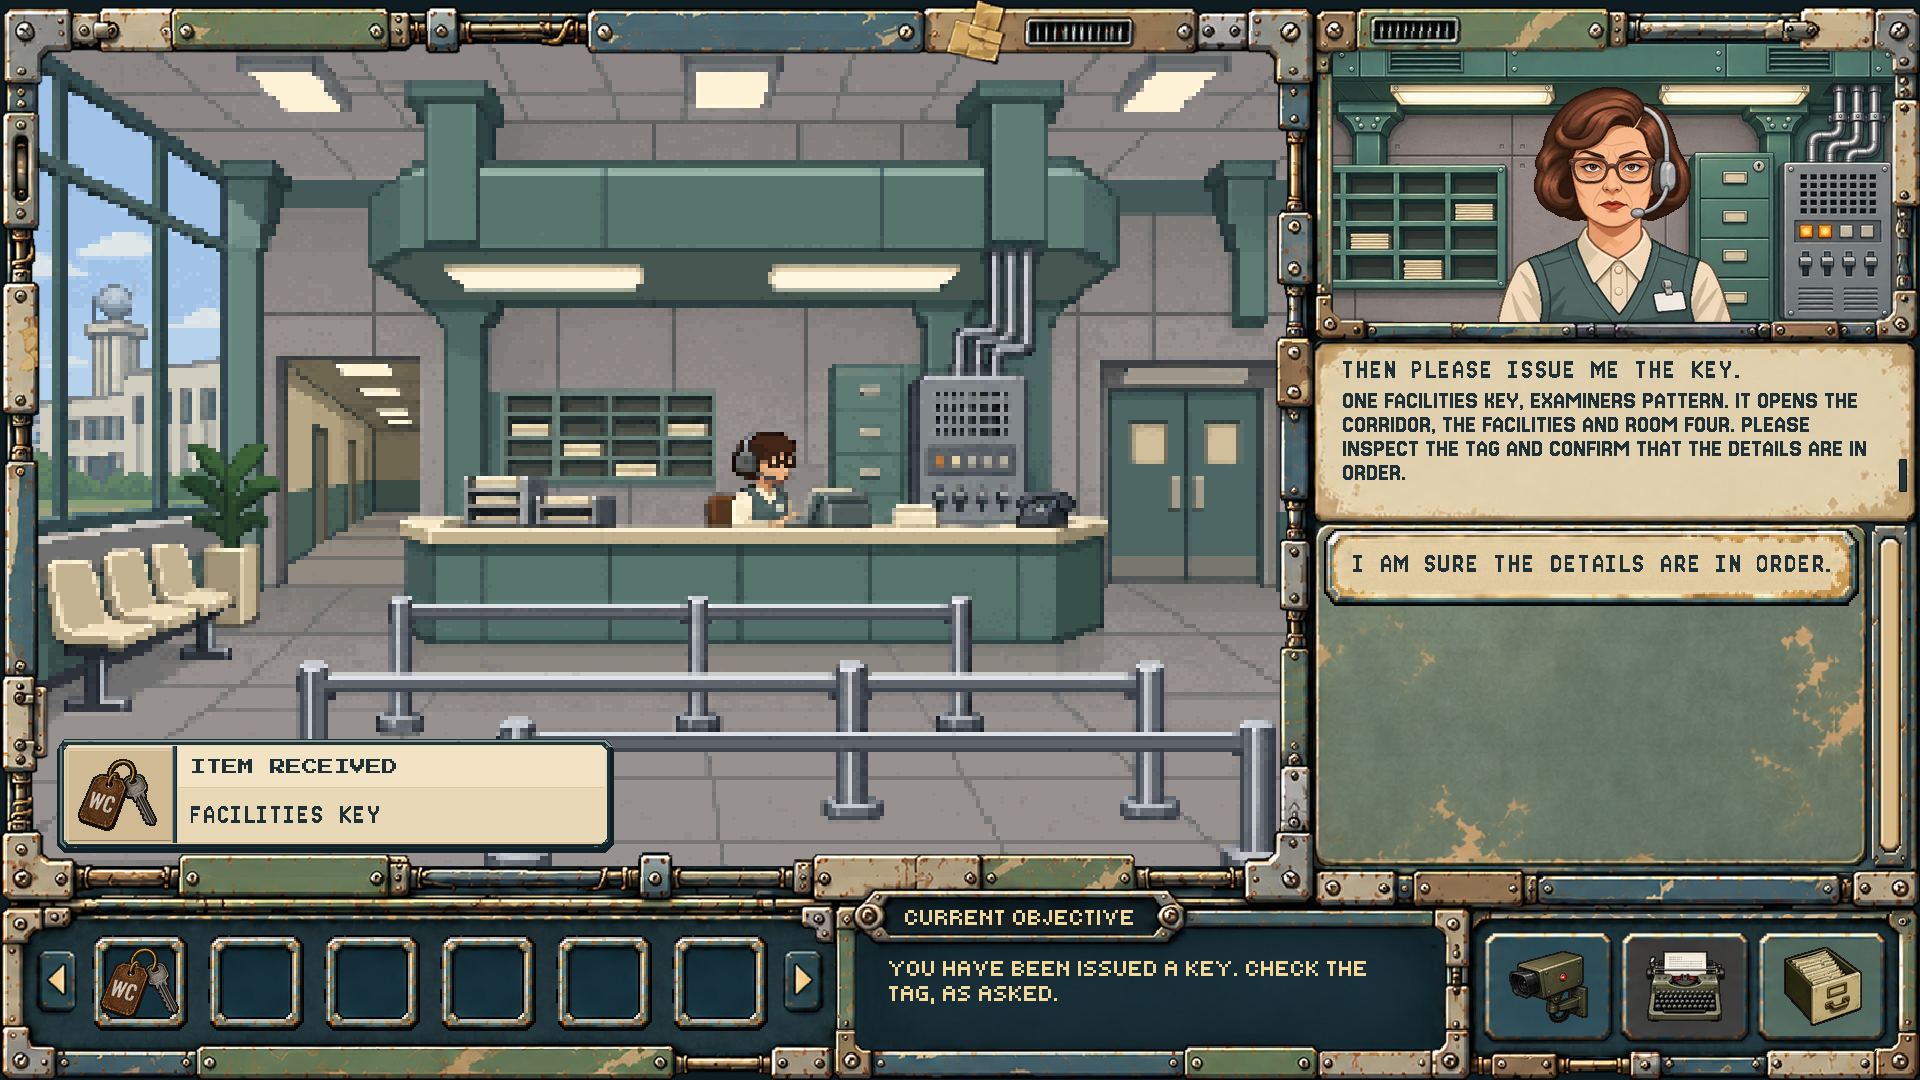 THEN PLEASE ISSUE ME THE KEY.
ONE FACILITIES KEY, EXAMINERS PATTERN. IT OPENS THE
CORRIDOR, THE FACILITIES AND ROOM FOUR. PLEASE
INSPECT THE TAG AND CONFIRM THAT THE DETAILS ARE IN
ORDER.
I AM SURE THE DETAILS ARE IN ORDER.
WC
ITEM RECEIVED
FACILITIES KEY
WC
CURRENT OBJECTIVE
YOU HAVE BEEN ISSUED A KEY. CHECK THE
TAG, AS ASKED.